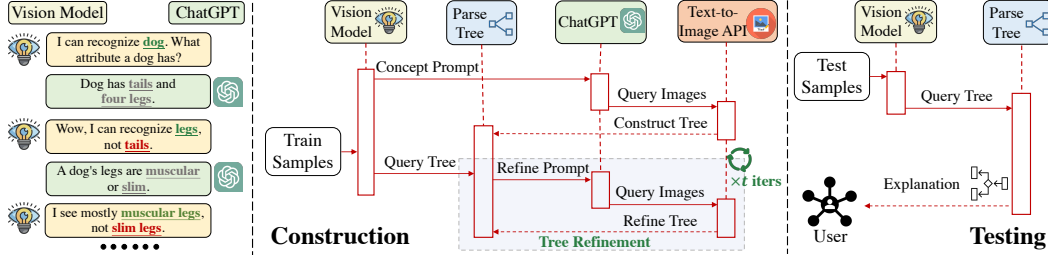 Vision Model
ChatGPT
I can recognize dog. What
attribute a dog has?
Dog has tails and
four legs.
Wow, I can recognize legs,
not tails.
A dog's legs are muscular
or slim.
I see mostly muscular legs,
not slim legs.
Vision
Model
Parse
Tree
ChatGPT
Text-to-
Image API
Concept Prompt
Query Images
Construct Tree
Train
Samples
Query Tree
Refine Prompt
×t iters
Query Images
Refine Tree
Construction
Tree Refinement
Vision
Model
Parse
Tree
Test
Samples
Query Tree
Explanation
User
Testing